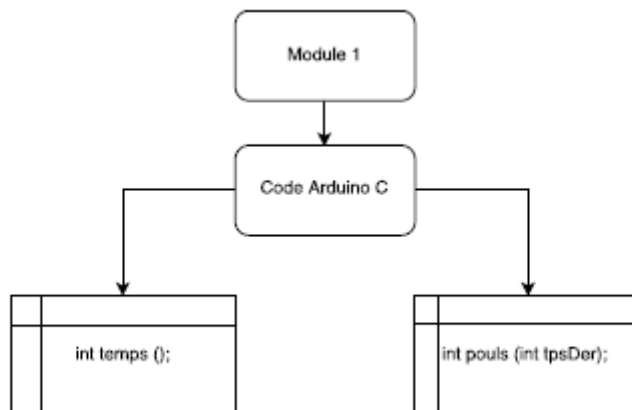 Module 1
Code Arduino C
int temps ();
int pouls (int tpsDer);